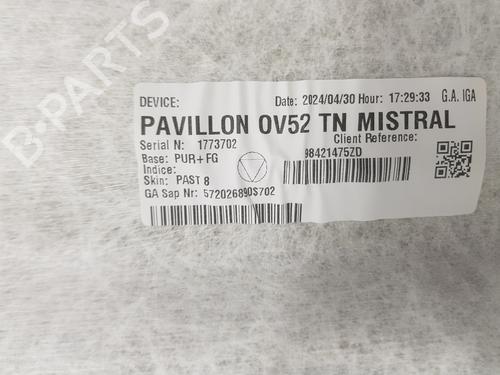 B-PARTS
DEVICE: Date: 2024/04/30 Hour: 17:29:33 G.A. IGA
PAVILLON OV52 TN MISTRAL
Serial N: 1773702 Client Reference:
Base: PUR+FG 98421475ZD
Indice:
Skin: PAST 8
GA Sap Nr: 572026890S702